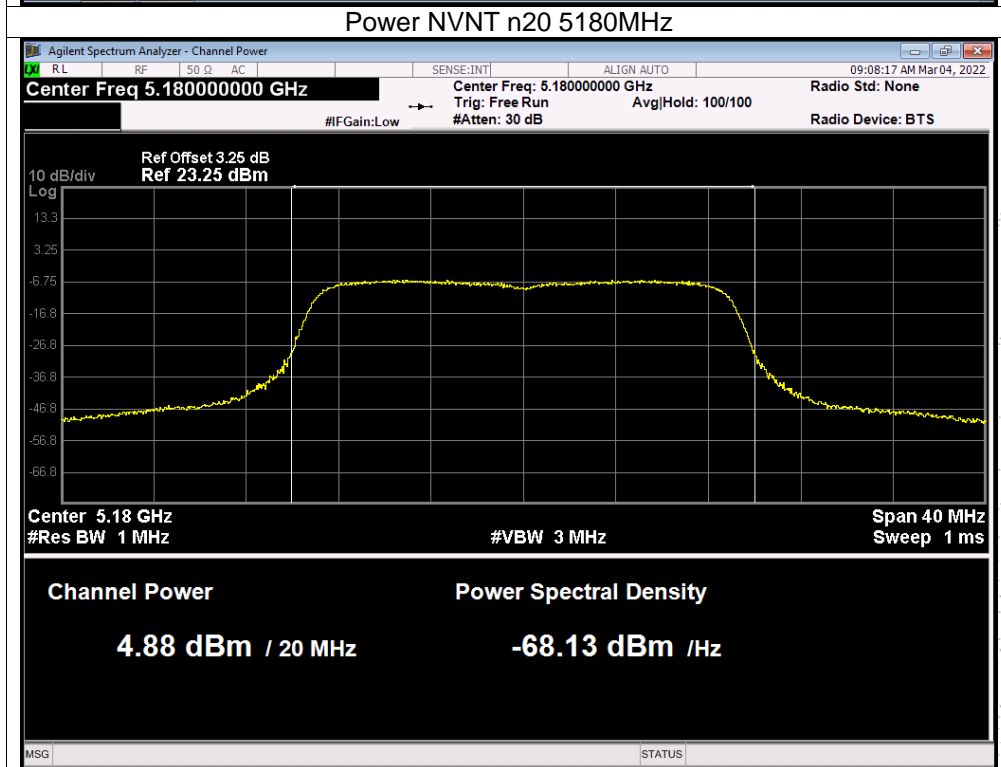 Power NVNT n20 5180MHz
Agilent Spectrum Analyzer - Channel Power
LXI RL RF 50 Ω AC SENSE:INT ALIGN AUTO 09:08:17 AM Mar 04, 2022
Center Freq 5.180000000 GHz Center Freq: 5.180000000 GHz Radio Std: None
Trig: Free Run Avg|Hold: 100/100
#IFGain:Low #Atten: 30 dB Radio Device: BTS
Ref Offset 3.25 dB
10 dB/div Ref 23.25 dBm
Log
13.3
3.25
-6.75
-16.8
-26.8
-36.8
-46.8
-56.8
-66.8
Center 5.18 GHz Span 40 MHz
#Res BW 1 MHz #VBW 3 MHz Sweep 1 ms
Channel Power Power Spectral Density
4.88 dBm / 20 MHz -68.13 dBm /Hz
MSG STATUS